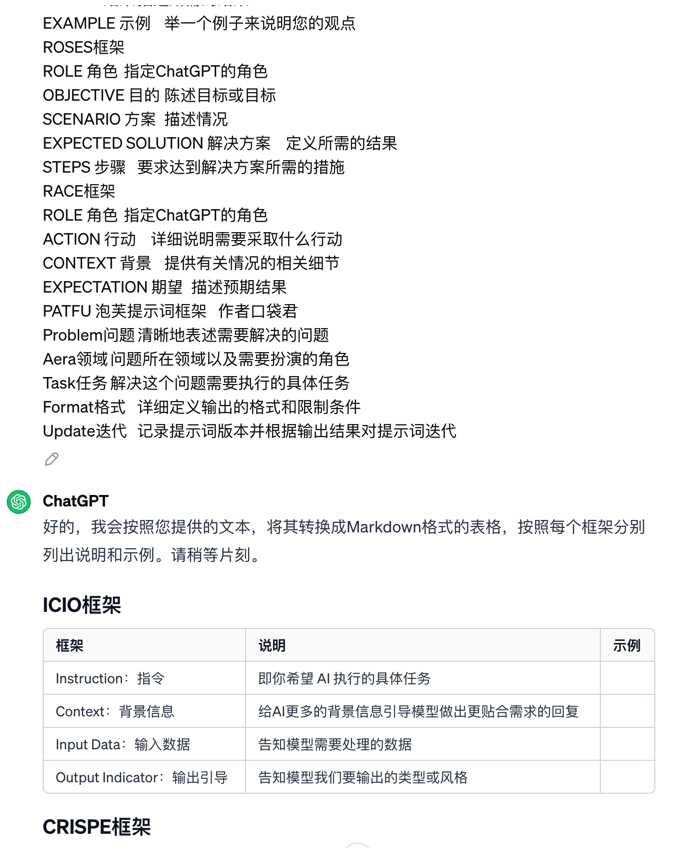 EXAMPLE 示例 举一个例子来说明您的观点
ROSES框架
ROLE 角色 指定ChatGPT的角色
OBJECTIVE 目的 陈述目标或目标
SCENARIO 方案 描述情况
EXPECTED SOLUTION 解决方案 定义所需的结果
STEPS 步骤 要求达到解决方案所需的措施
RACE框架
ROLE 角色 指定ChatGPT的角色
ACTION 行动 详细说明需要采取什么行动
CONTEXT 背景 提供有关情况的相关细节
EXPECTATION 期望 描述预期结果
PATFU 泡芙提示词框架 作者口袋君
Problem问题 清晰地表述需要解决的问题
Aera领域 问题所在领域以及需要扮演的角色
Task任务 解决这个问题需要执行的具体任务
Format格式 详细定义输出的格式和限制条件
Update迭代 记录提示词版本并根据输出结果对提示词迭代
ChatGPT
好的，我会按照您提供的文本，将其转换成Markdown格式的表格，按照每个框架分别
列出说明和示例。请稍等片刻。
ICIO框架
框架 说明 示例
Instruction：指令 即你希望 AI 执行的具体任务
Context：背景信息 给AI更多的背景信息引导模型做出更贴合需求的回复
Input Data：输入数据 告知模型需要处理的数据
Output Indicator：输出引导 告知模型我们要输出的类型或风格
CRISPE框架